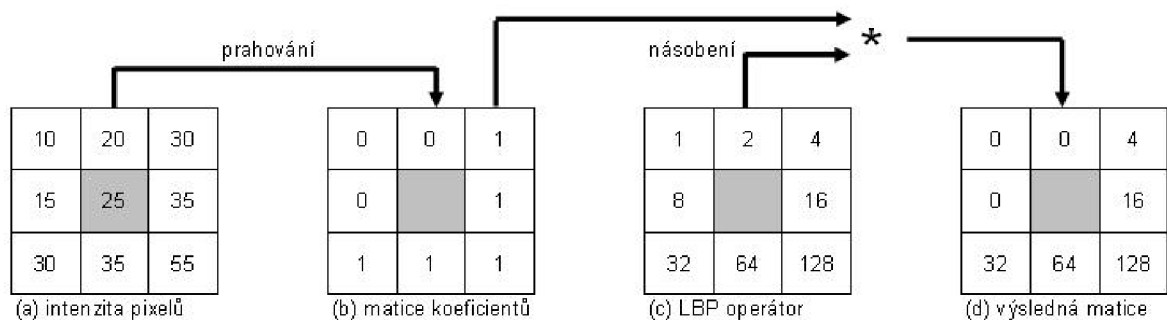 prahování násobení *
10 20 30 0 0 1 1 2 4 0 0 4
15 25 35 0 1 8 16 0 16
30 35 55 1 1 1 32 64 128 32 64 128
(a) intenzita pixelů (b) matice koeficientů (c) LBP operátor (d) výsledná matice